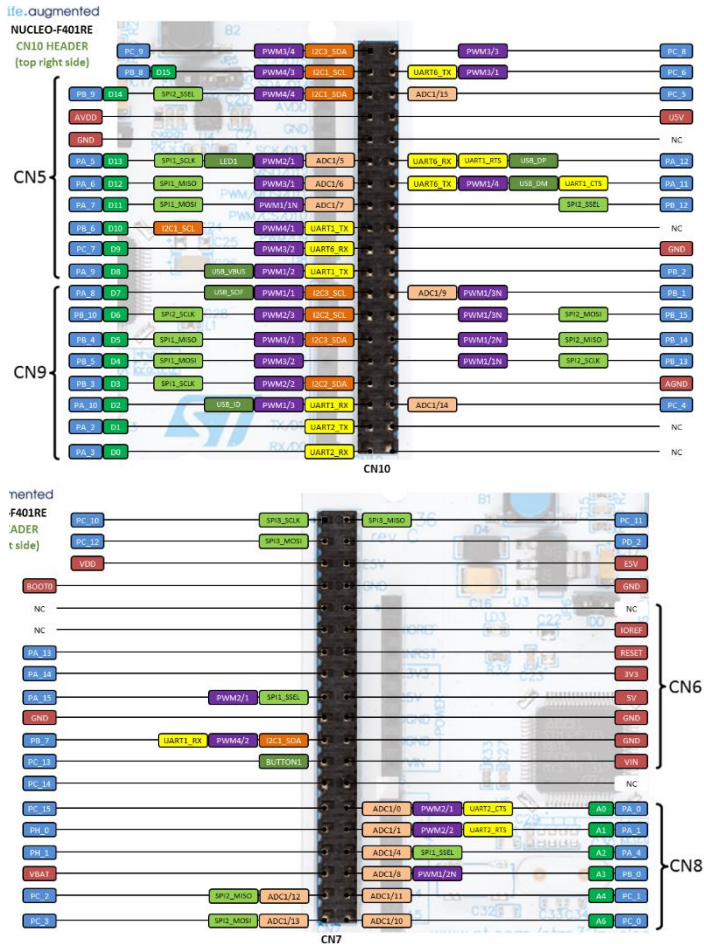 ife.augmented
NUCLEO-F401RE
CN10 HEADER
(top right side)
PC_9 PWM3/4 I2C3_SDA PWM3/3 PC_8
PB_8 D15 PWM4/3 I2C1_SCL UART6_TX PWM3/1 PC_6
PB_9 D14 SPI2_SSEL PWM4/4 I2C1_SDA ADC1/15 PC_5
AVDD U5V
GND NC
PA_5 D13 SPI1_SCLK LED1 PWM2/1 ADC1/5 UART6_RX UART1_RTS USB_DP PA_12
PA_6 D12 SPI1_MISO PWM3/1 ADC1/6 UART6_TX PWM1/4 USB_DM UART1_CTS PA_11
PA_7 D11 SPI1_MOSI PWM1/1N ADC1/7 SPI2_SSEL PB_12
PB_6 D10 I2C1_SCL PWM4/1 UART1_TX NC
PC_7 D9 PWM3/2 UART6_RX GND
PA_9 D8 USB_VBUS PWM1/2 UART1_TX PB_2
CN5
PA_8 D7 USB_SOF PWM1/1 I2C3_SCL ADC1/9 PWM1/3N PB_1
PB_10 D6 SPI2_SCLK PWM2/3 I2C2_SCL PWM1/3N SPI2_MOSI PB_15
PB_4 D5 SPI1_MISO PWM3/1 I2C3_SDA PWM1/2N SPI2_MISO PB_14
PB_5 D4 SPI1_MOSI PWM3/2 PWM1/1N SPI2_SCLK PB_13
PB_3 D3 SPI1_SCLK PWM2/2 I2C2_SDA AGND
PA_10 D2 USB_ID PWM1/3 UART1_RX ADC1/14 PC_4
PA_2 D1 UART2_TX NC
PA_3 D0 UART2_RX NC
CN9
CN10
mented
-F401RE
ADER
t side)
PC_10 SPI3_SCLK SPI3_MISO PC_11
PC_12 SPI3_MOSI PD_2
VDD E5V
BOOT0 GND
NC NC
NC IOREF
PA_13 RESET
PA_14 3V3
PA_15 PWM2/1 SPI1_SSEL 5V
GND GND
PB_7 UART1_RX PWM4/2 I2C1_SDA GND
PC_13 BUTTON1 VIN
CN6
PC_14 NC
PC_15 ADC1/0 PWM2/1 UART2_CTS A0 PA_0
PH_0 ADC1/1 PWM2/2 UART2_RTS A1 PA_1
PH_1 ADC1/4 SPI1_SSEL A2 PA_4
VBAT ADC1/8 PWM1/2N A3 PB_0
PC_2 SPI2_MISO ADC1/12 ADC1/11 A4 PC_1
PC_3 SPI2_MOSI ADC1/13 ADC1/10 A6 PC_0
CN8
CN7